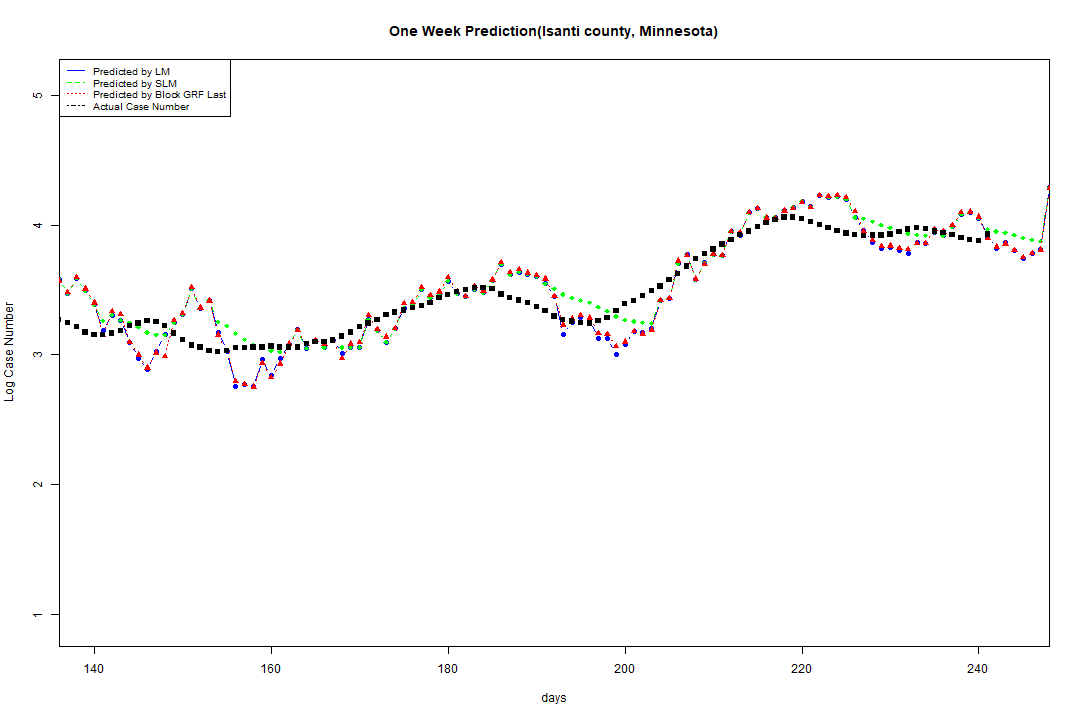 One Week Prediction(Isanti county, Minnesota)
Predicted by LM
Predicted by SLM
Predicted by Block GRF Last
Actual Case Number
5
4
3
2
1
Log Case Number
140 160 180 200 220 240
days